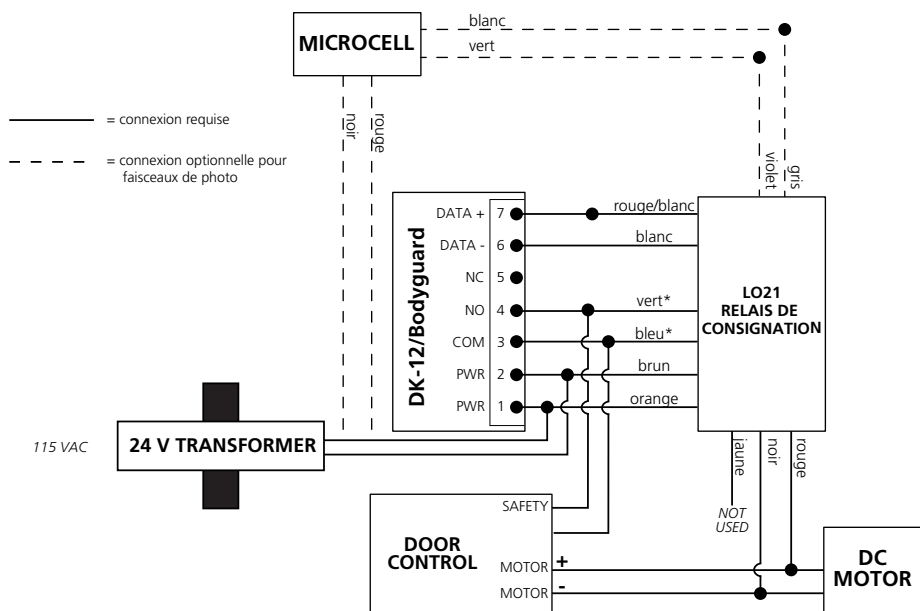 blanc
vert
MICROCELL
noir
rouge
= connexion requise
= connexion optionnelle pour
faisceaux de photo
violet
gris
DK-12/Bodyguard
DATA + 7
DATA - 6
NC 5
NO 4
COM 3
PWR 2
PWR 1
rouge/blanc
blanc
vert*
bleu*
brun
orange
LO21
RELAIS DE
CONSIGNATION
115 VAC
24 V TRANSFORMER
jaune
noir
rouge
NOT
USED
SAFETY
DOOR
CONTROL
MOTOR +
MOTOR -
DC
MOTOR